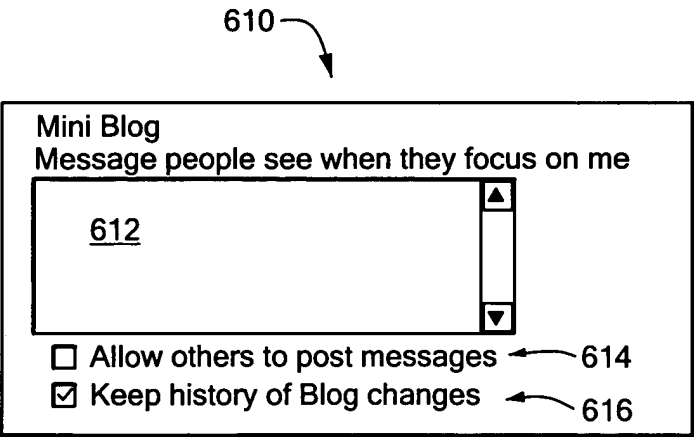 610
Mini Blog
Message people see when they focus on me
612
Allow others to post messages 614
Keep history of Blog changes 616